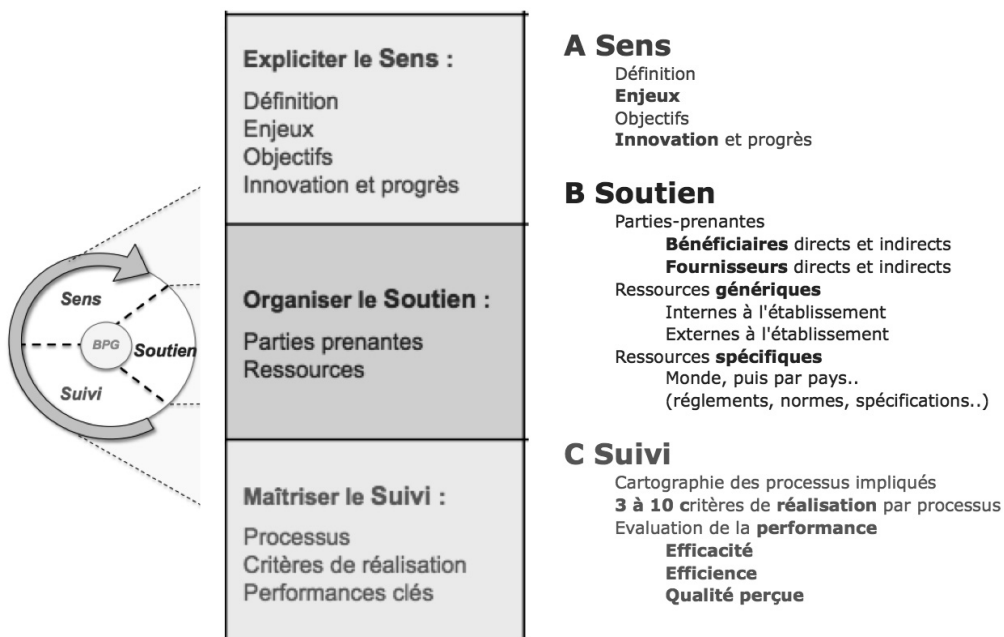 Sens
BPG
Soutien
Suivi
Expliciter le Sens :
Définition
Enjeux
Objectifs
Innovation et progrès
Organiser le Soutien :
Parties prenantes
Ressources
Maîtriser le Suivi :
Processus
Critères de réalisation
Performances clés
A Sens
Définition
Enjeux
Objectifs
Innovation et progrès
B Soutien
Parties-prenantes
Bénéficiaires directs et indirects
Fournisseurs directs et indirects
Ressources génériques
Internes à l'établissement
Externes à l'établissement
Ressources spécifiques
Monde, puis par pays..
(réglements, normes, spécifications..)
C Suivi
Cartographie des processus impliqués
3 à 10 critères de réalisation par processus
Evaluation de la performance
Efficacité
Efficience
Qualité perçue